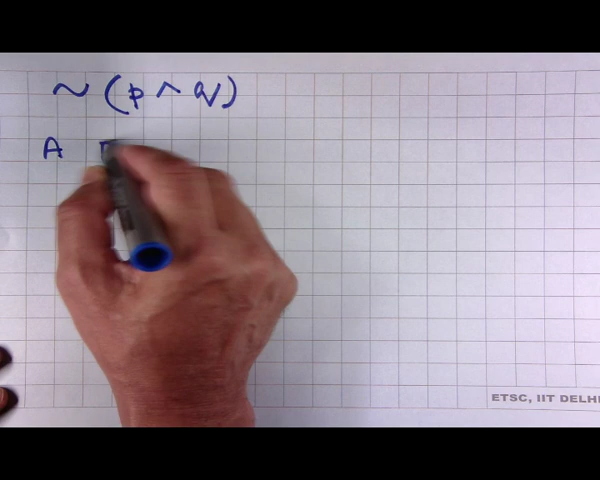 ~ (p ∧ q)
A
ETSC, IIT DELHI